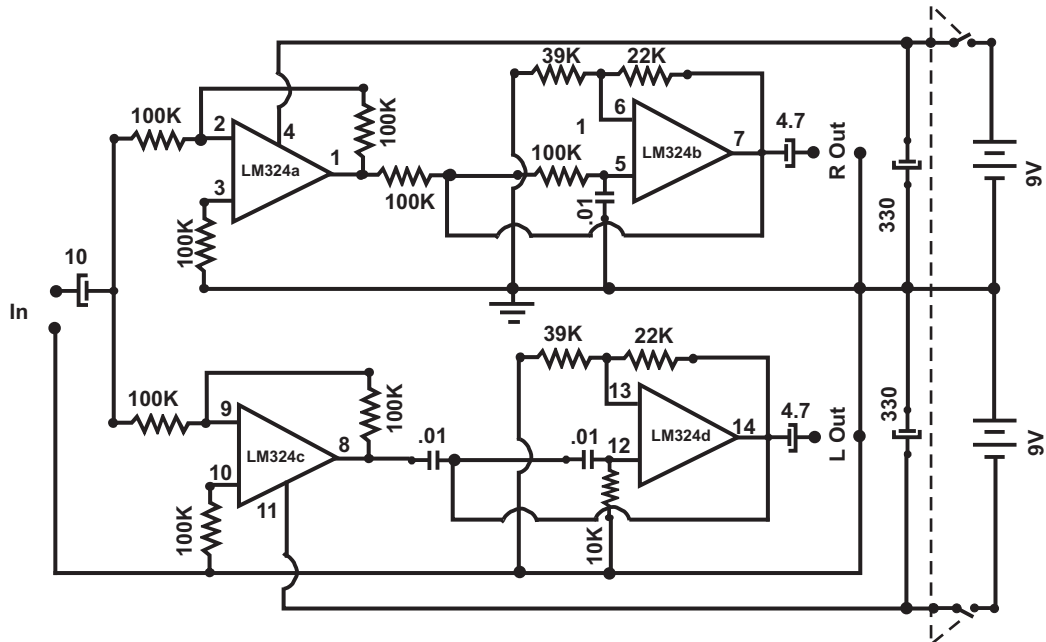 39K
22K
100K
2
4
LM324a
1
100K
3
100K
100K
1
6
100K
5
LM324b
7
4.7
R Out
.01
330
9V
10
In
39K
22K
100K
9
LM324c
8
100K
10
11
100K
.01
.01
12
13
LM324d
14
4.7
L Out
10K
330
9V